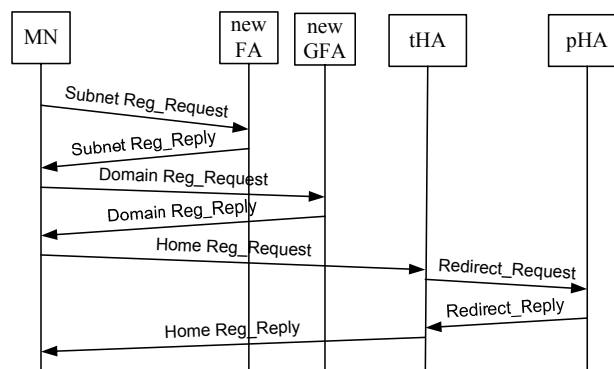 MN
new
FA
new
GFA
tHA
pHA
Subnet Reg_Request
Subnet Reg_Reply
Domain Reg_Request
Domain Reg_Reply
Home Reg_Request
Redirect_Request
Redirect_Reply
Home Reg_Reply